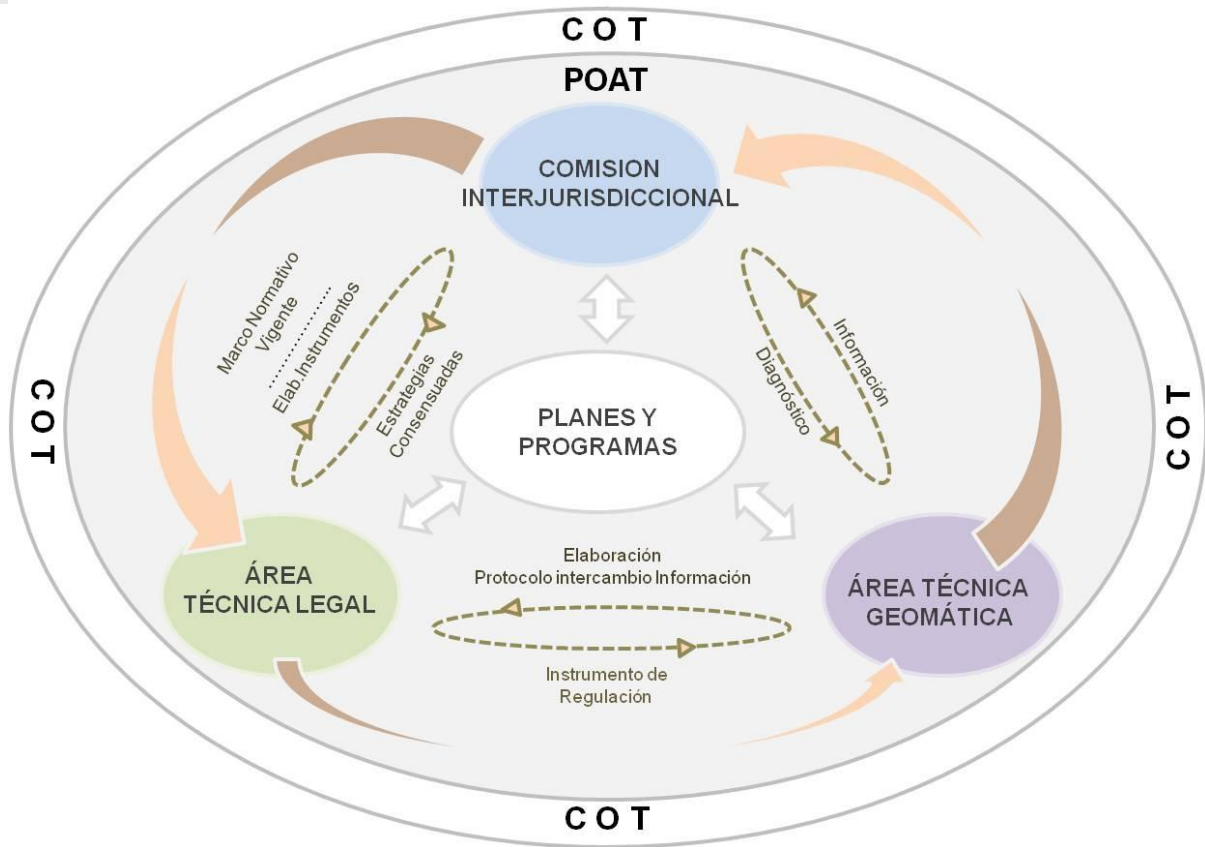 C O T
POAT
COMISION
INTERJURISDICCIONAL
Marco Normativo
Vigente
Elab.Instrumentos
Estrategias
Consensuadas
Información
Diagnóstico
C O T
C O T
PLANES Y
PROGRAMAS
ÁREA
TÉCNICA LEGAL
Elaboración
Protocolo intercambio Información
ÁREA TÉCNICA
GEOMÁTICA
Instrumento de
Regulación
C O T